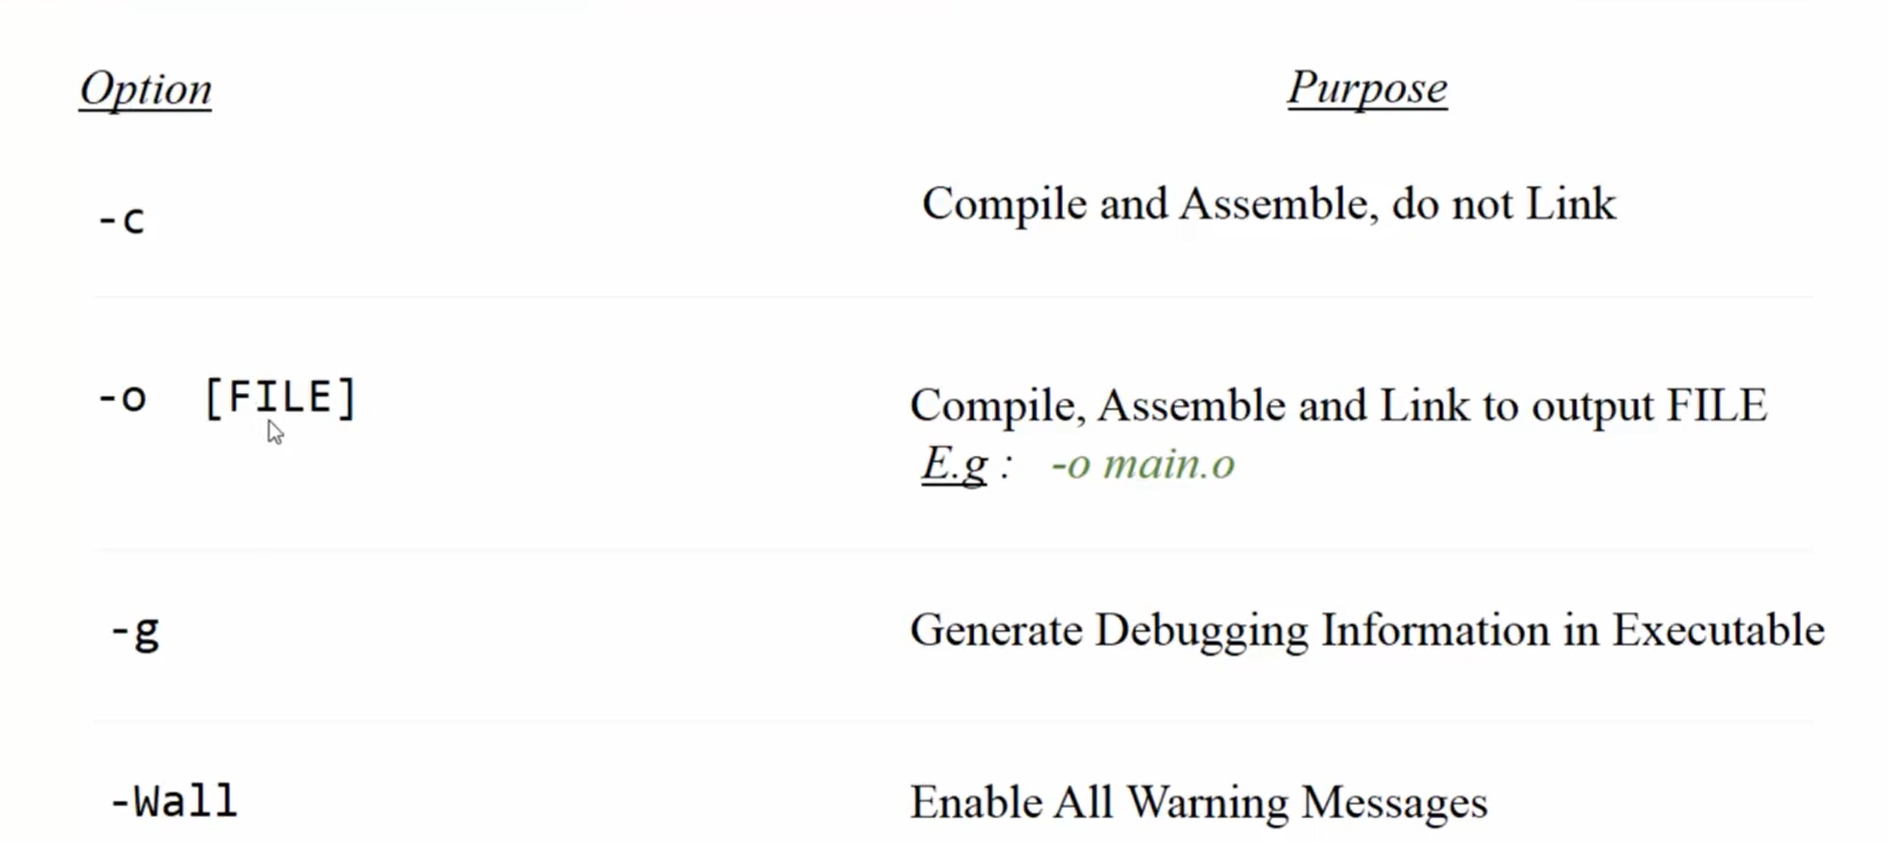 Option Purpose
-c Compile and Assemble, do not Link
-o [FILE] Compile, Assemble and Link to output FILE
E.g : -o main.o
-g Generate Debugging Information in Executable
-Wall Enable All Warning Messages